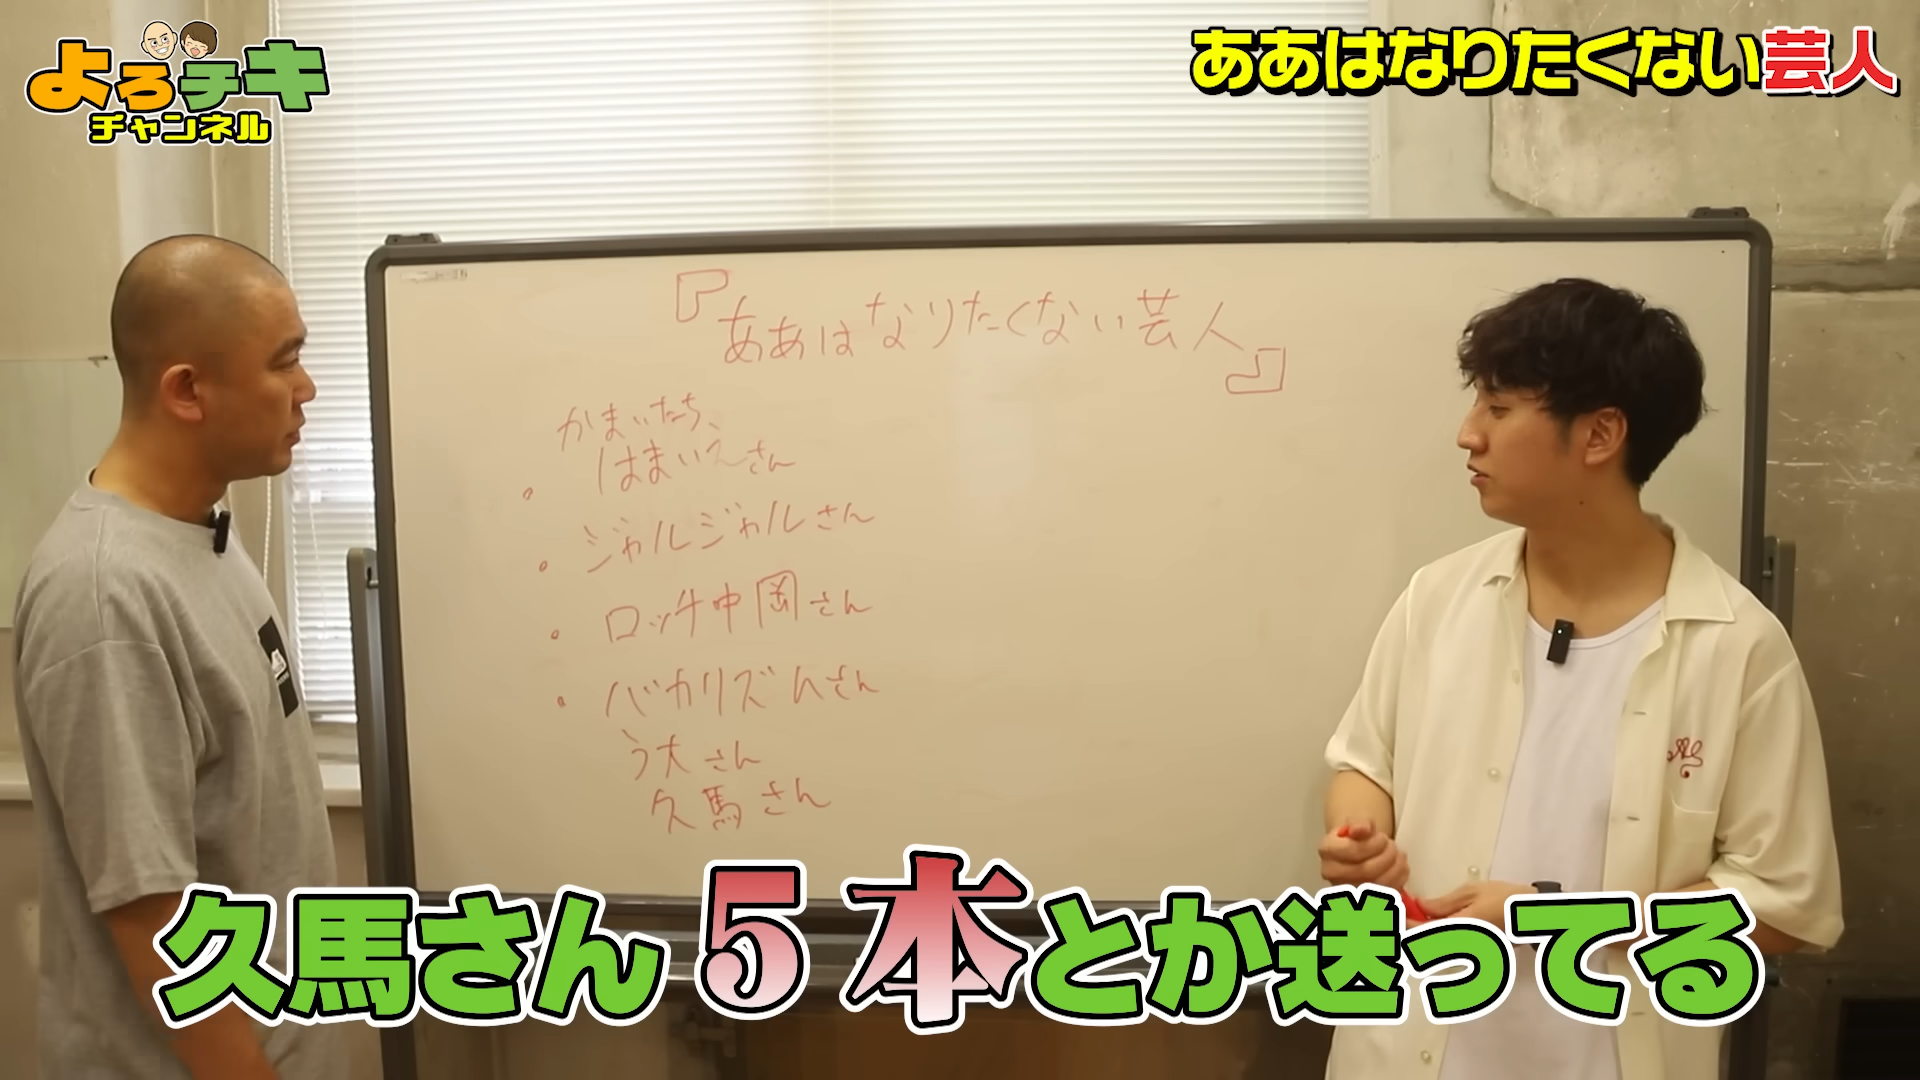 よろチキ
チャンネル
ああはなりたくない芸人
『ああはなりたくない芸人』
かまいたち、
はまいえさん
・ジャルジャルさん
・ロッチ中岡さん
・バカリズムさん
う大さん
久馬さん
久馬さん5本とか送ってる